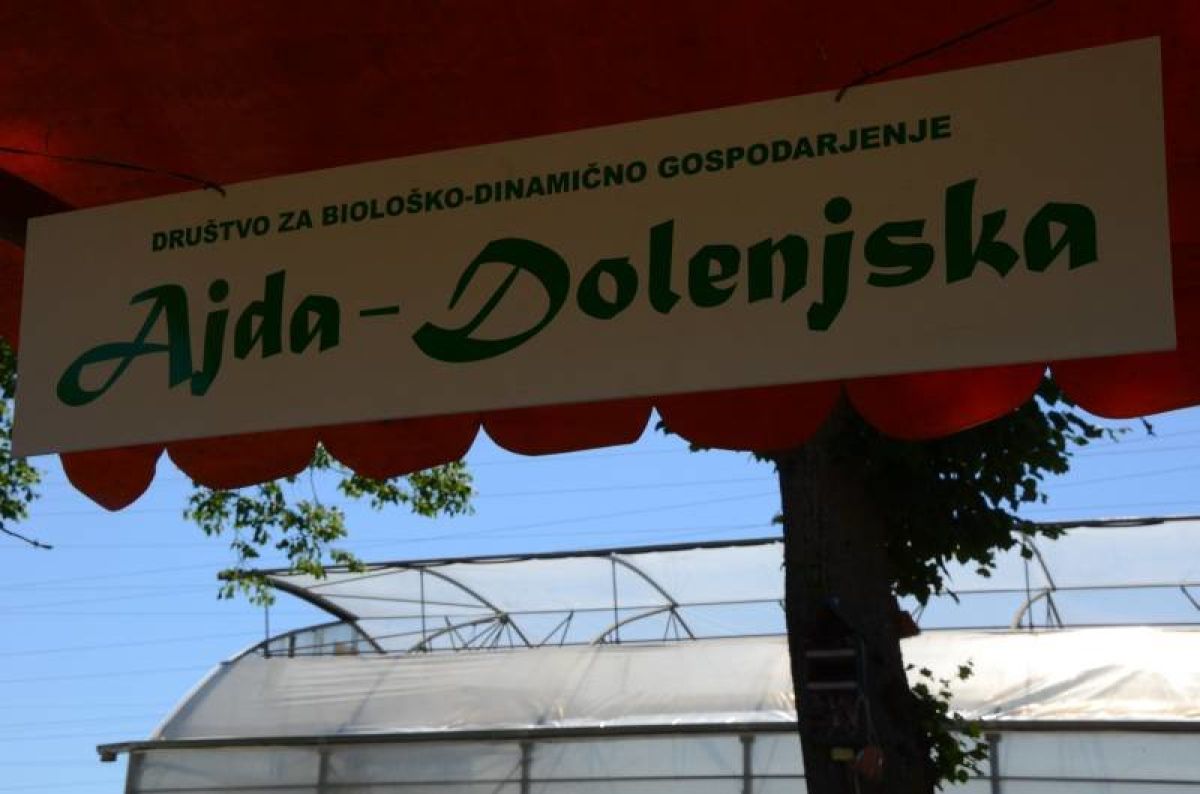 DRUŠTVO ZA BIOLOŠKO-DINAMIČNO GOSPODARJENJE
Ajda - Dolenjska